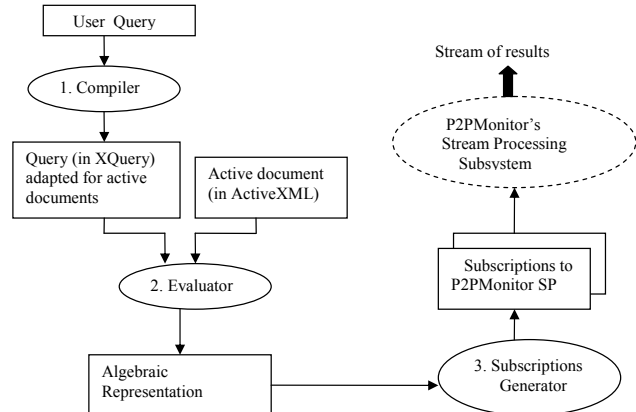 User Query
1. Compiler
Query (in XQuery)
adapted for active
documents
Active document
(in ActiveXML)
2. Evaluator
Algebraic
Representation
3. Subscriptions
Generator
Subscriptions to
P2PMonitor SP
P2PMonitor's
Stream Processing
Subsystem
Stream of results